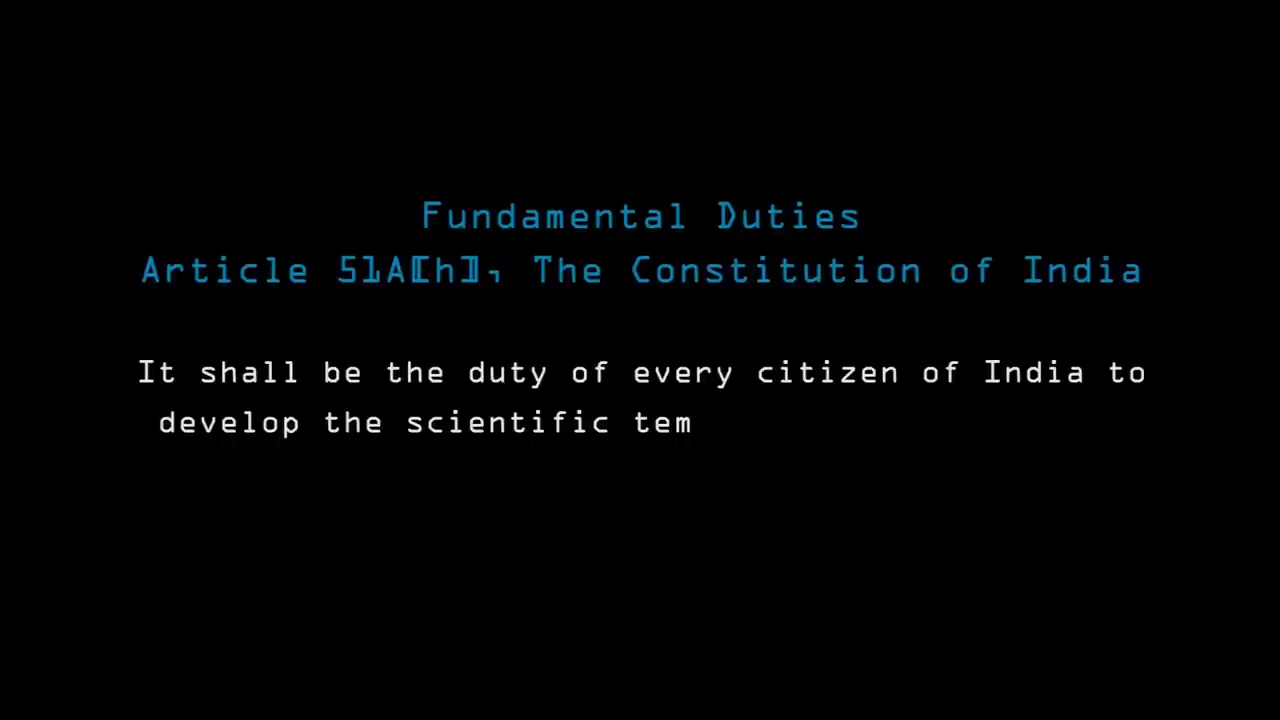 Fundamental Duties
Article 51A[h], The Constitution of India
It shall be the duty of every citizen of India to
develop the scientific tem